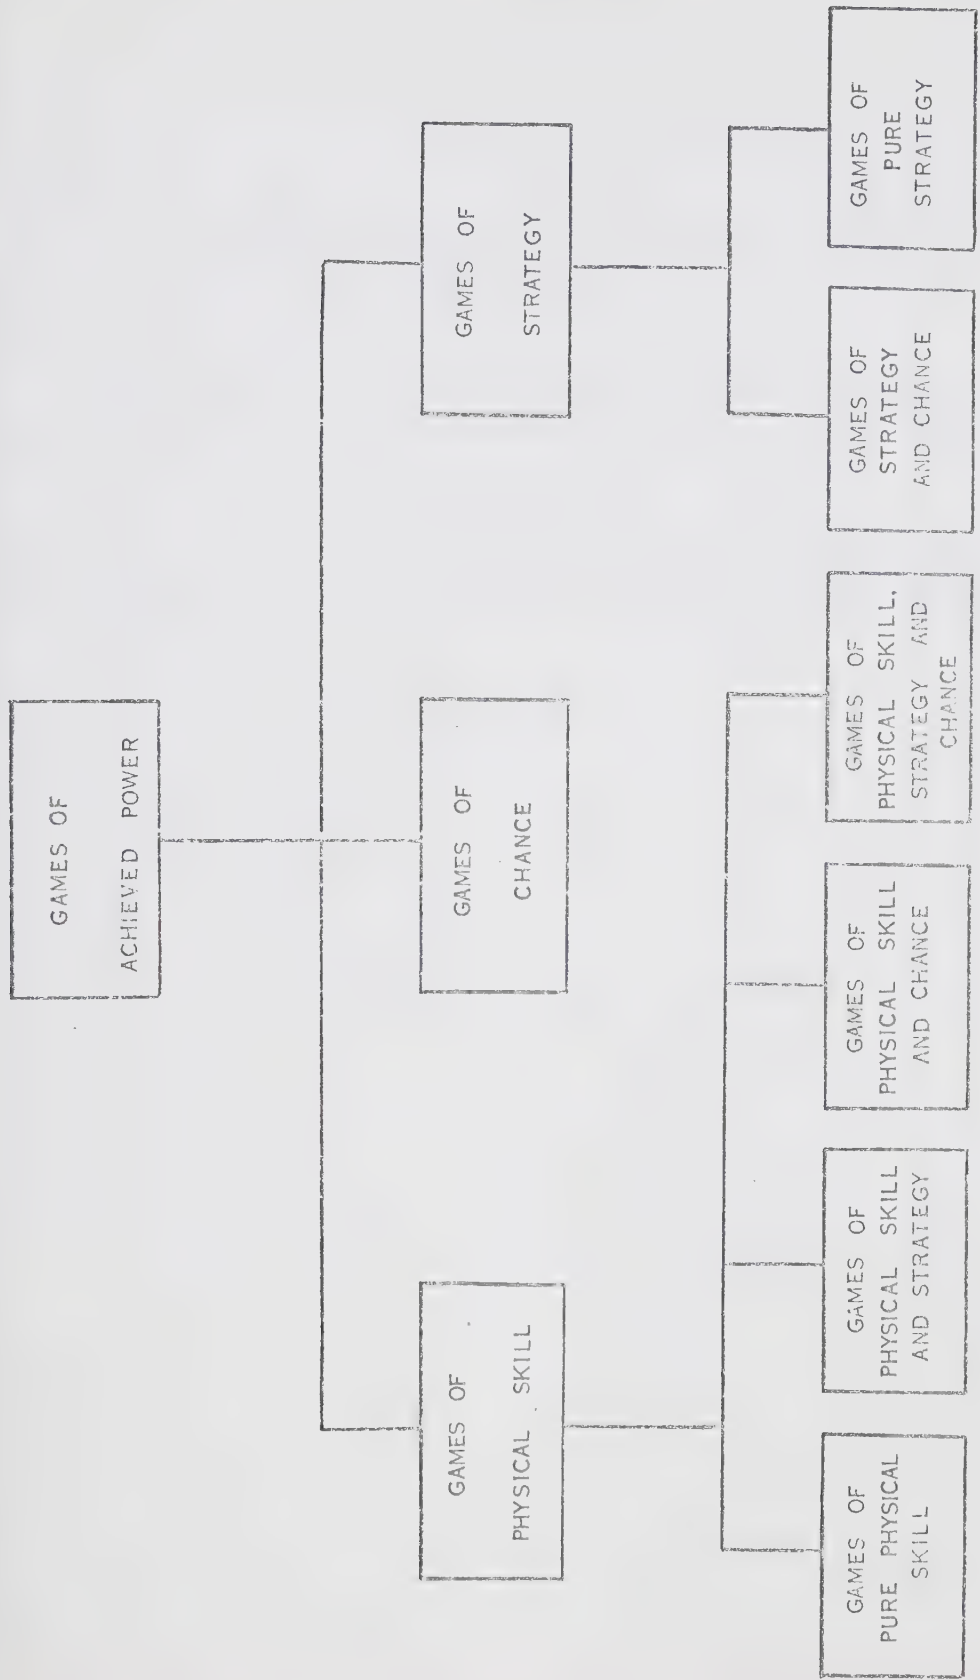 GAMES OF
ACHIEVED POWER
GAMES OF
PHYSICAL SKILL
GAMES OF
CHANCE
GAMES OF
STRATEGY
GAMES OF
PURE PHYSICAL
SKILL
GAMES OF
PHYSICAL SKILL
AND STRATEGY
GAMES OF
PHYSICAL SKILL
AND CHANCE
GAMES OF
PHYSICAL SKILL,
STRATEGY AND
CHANCE
GAMES OF
STRATEGY
AND CHANCE
GAMES OF
PURE
STRATEGY